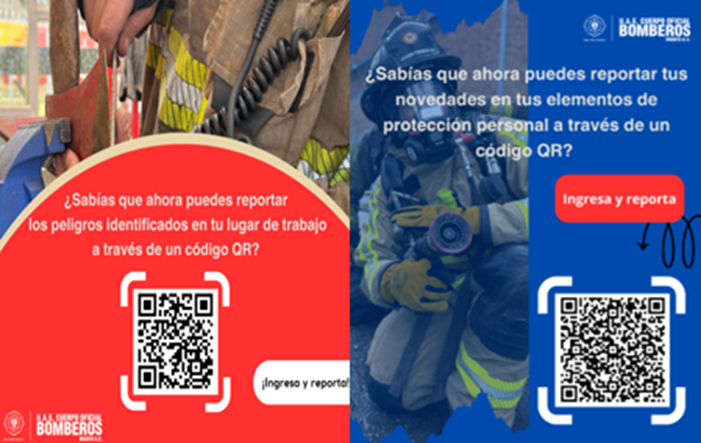 ¿Sabías que ahora puedes reportar
los peligros identificados en tu lugar de trabajo
a través de un código QR?
¡Ingresa y reporta!
U.A.E. CUERPO OFICIAL
BOMBEROS
BOGOTÁ D.C.
U.A.E. CUERPO OFICIAL
BOMBEROS
BOGOTÁ D.C.
¿Sabías que ahora puedes reportar tus
novedades en tus elementos de
protección personal a través de un
código QR?
Ingresa y reporta